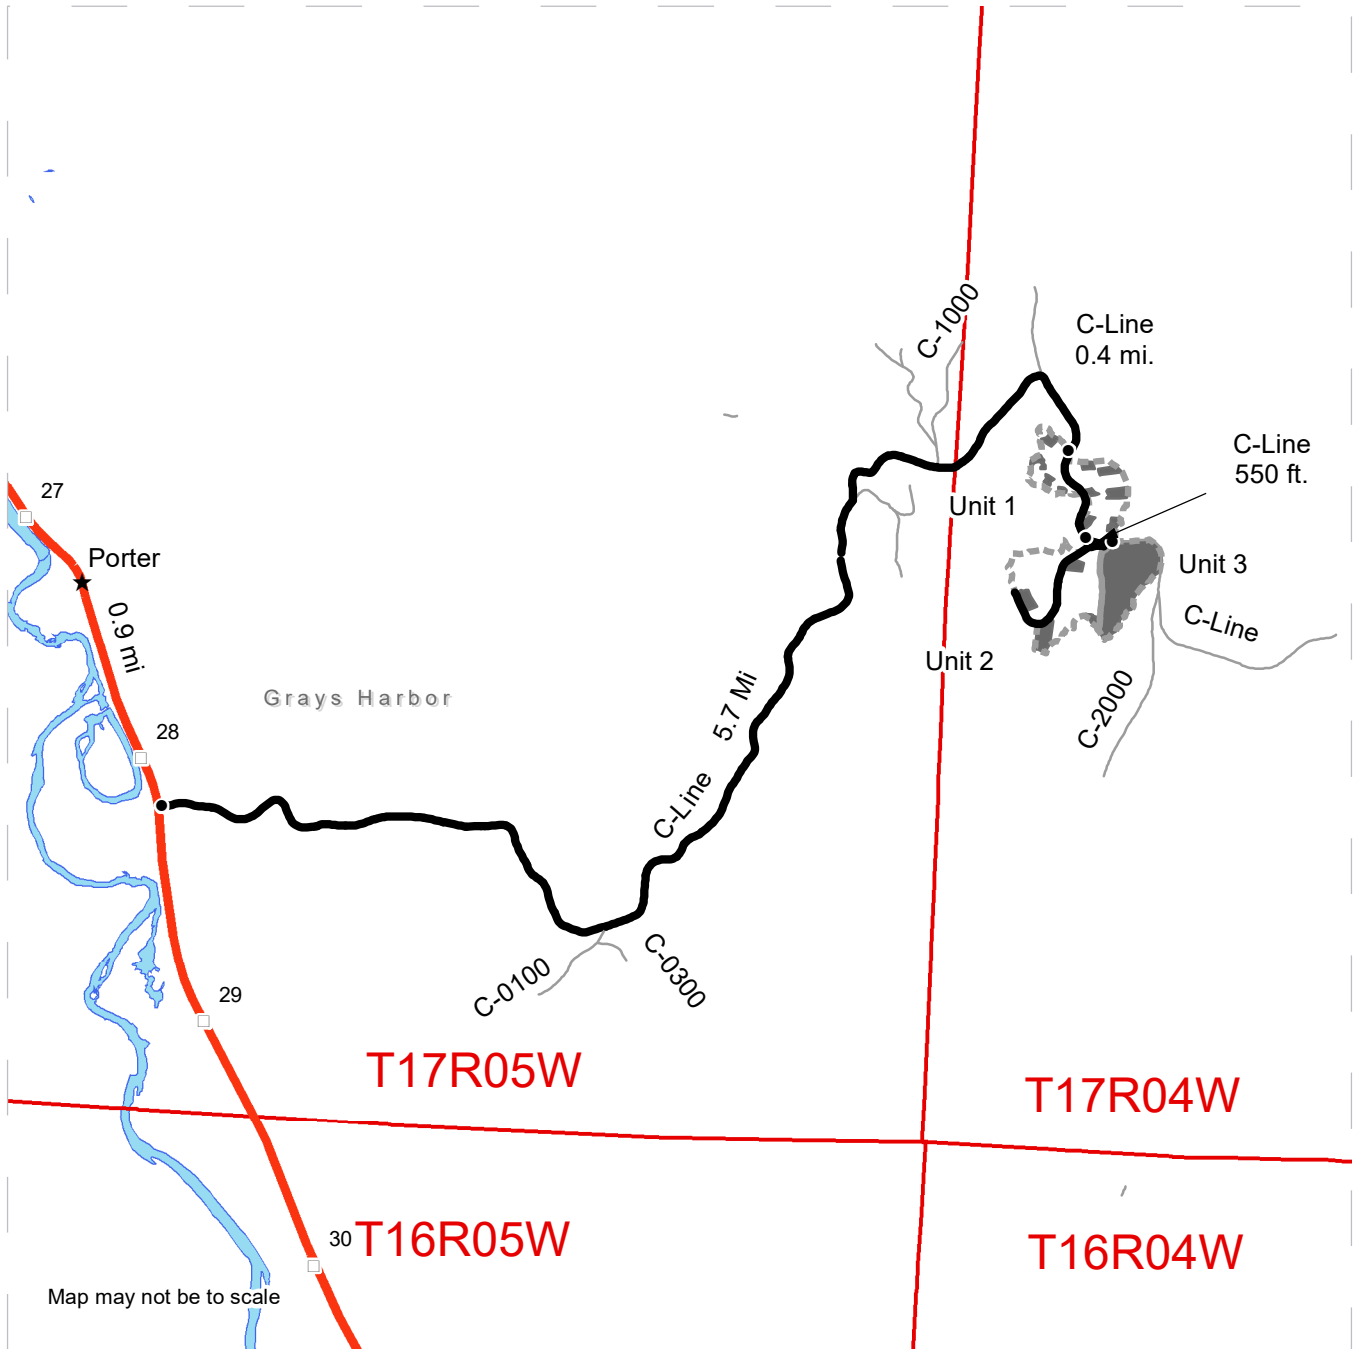 C-1000
C-Line
0.4 mi.
C-Line
550 ft.
27
Unit 1
Porter
Unit 3
0.9 mi
C-Line
Unit 2
Grays Harbor
5.7 Mi
C-2000
28
C-Line
C-0100
C-0300
29
T17R05W
T17R04W
30
T16R05W
T16R04W
Map may not be to scale